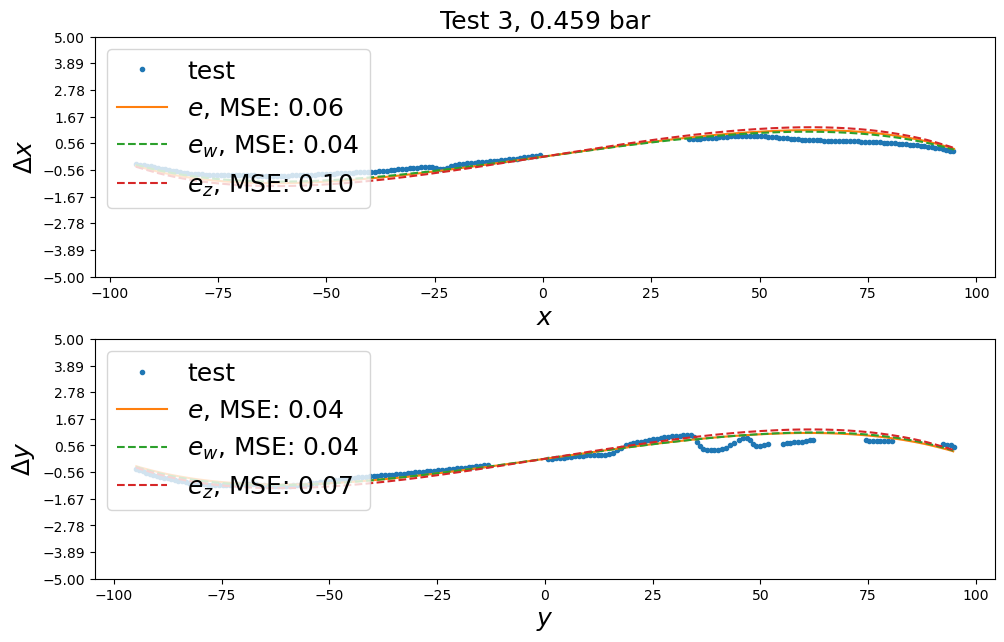 Test 3, 0.459 bar
5.00
3.89
2.78
1.67
0.56
−0.56
−1.67
−2.78
−3.89
−5.00
Δx
test
e, MSE: 0.06
e_w, MSE: 0.04
e_z, MSE: 0.10
−100 −75 −50 −25 0 25 50 75 100
x
5.00
3.89
2.78
1.67
0.56
−0.56
−1.67
−2.78
−3.89
−5.00
Δy
test
e, MSE: 0.04
e_w, MSE: 0.04
e_z, MSE: 0.07
−100 −75 −50 −25 0 25 50 75 100
y